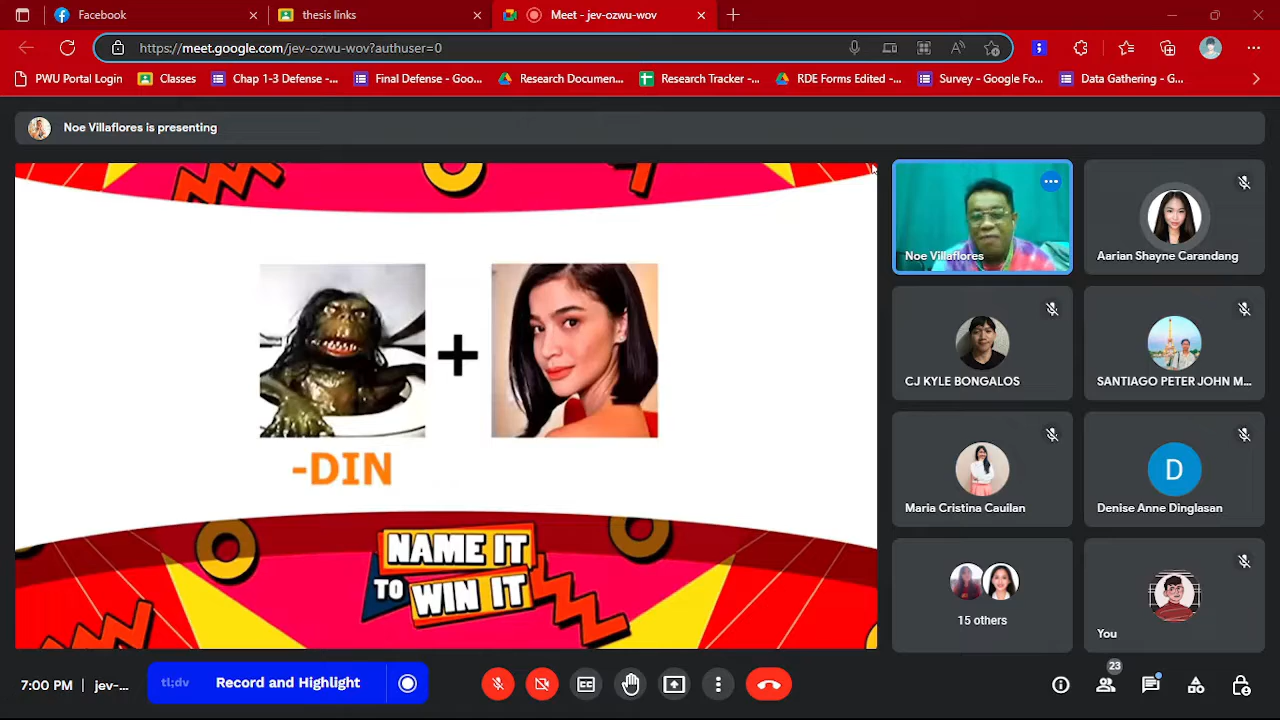 Facebook
thesis links
Meet - jev-ozwu-wov
https://meet.google.com/jev-ozwu-wov?authuser=0
PWU Portal Login
Classes
Chap 1-3 Defense -...
Final Defense - Goo...
Research Documen...
Research Tracker -...
RDE Forms Edited -...
Survey - Google Fo...
Data Gathering - G...
Noe Villaflores is presenting
-DIN
NAME IT
TO WIN IT
Noe Villaflores
Aarian Shayne Carandang
CJ KYLE BONGALOS
SANTIAGO PETER JOHN M...
Maria Cristina Cauilan
D
Denise Anne Dinglasan
15 others
You
7:00 PM
jev-...
tl;dv
Record and Highlight
23